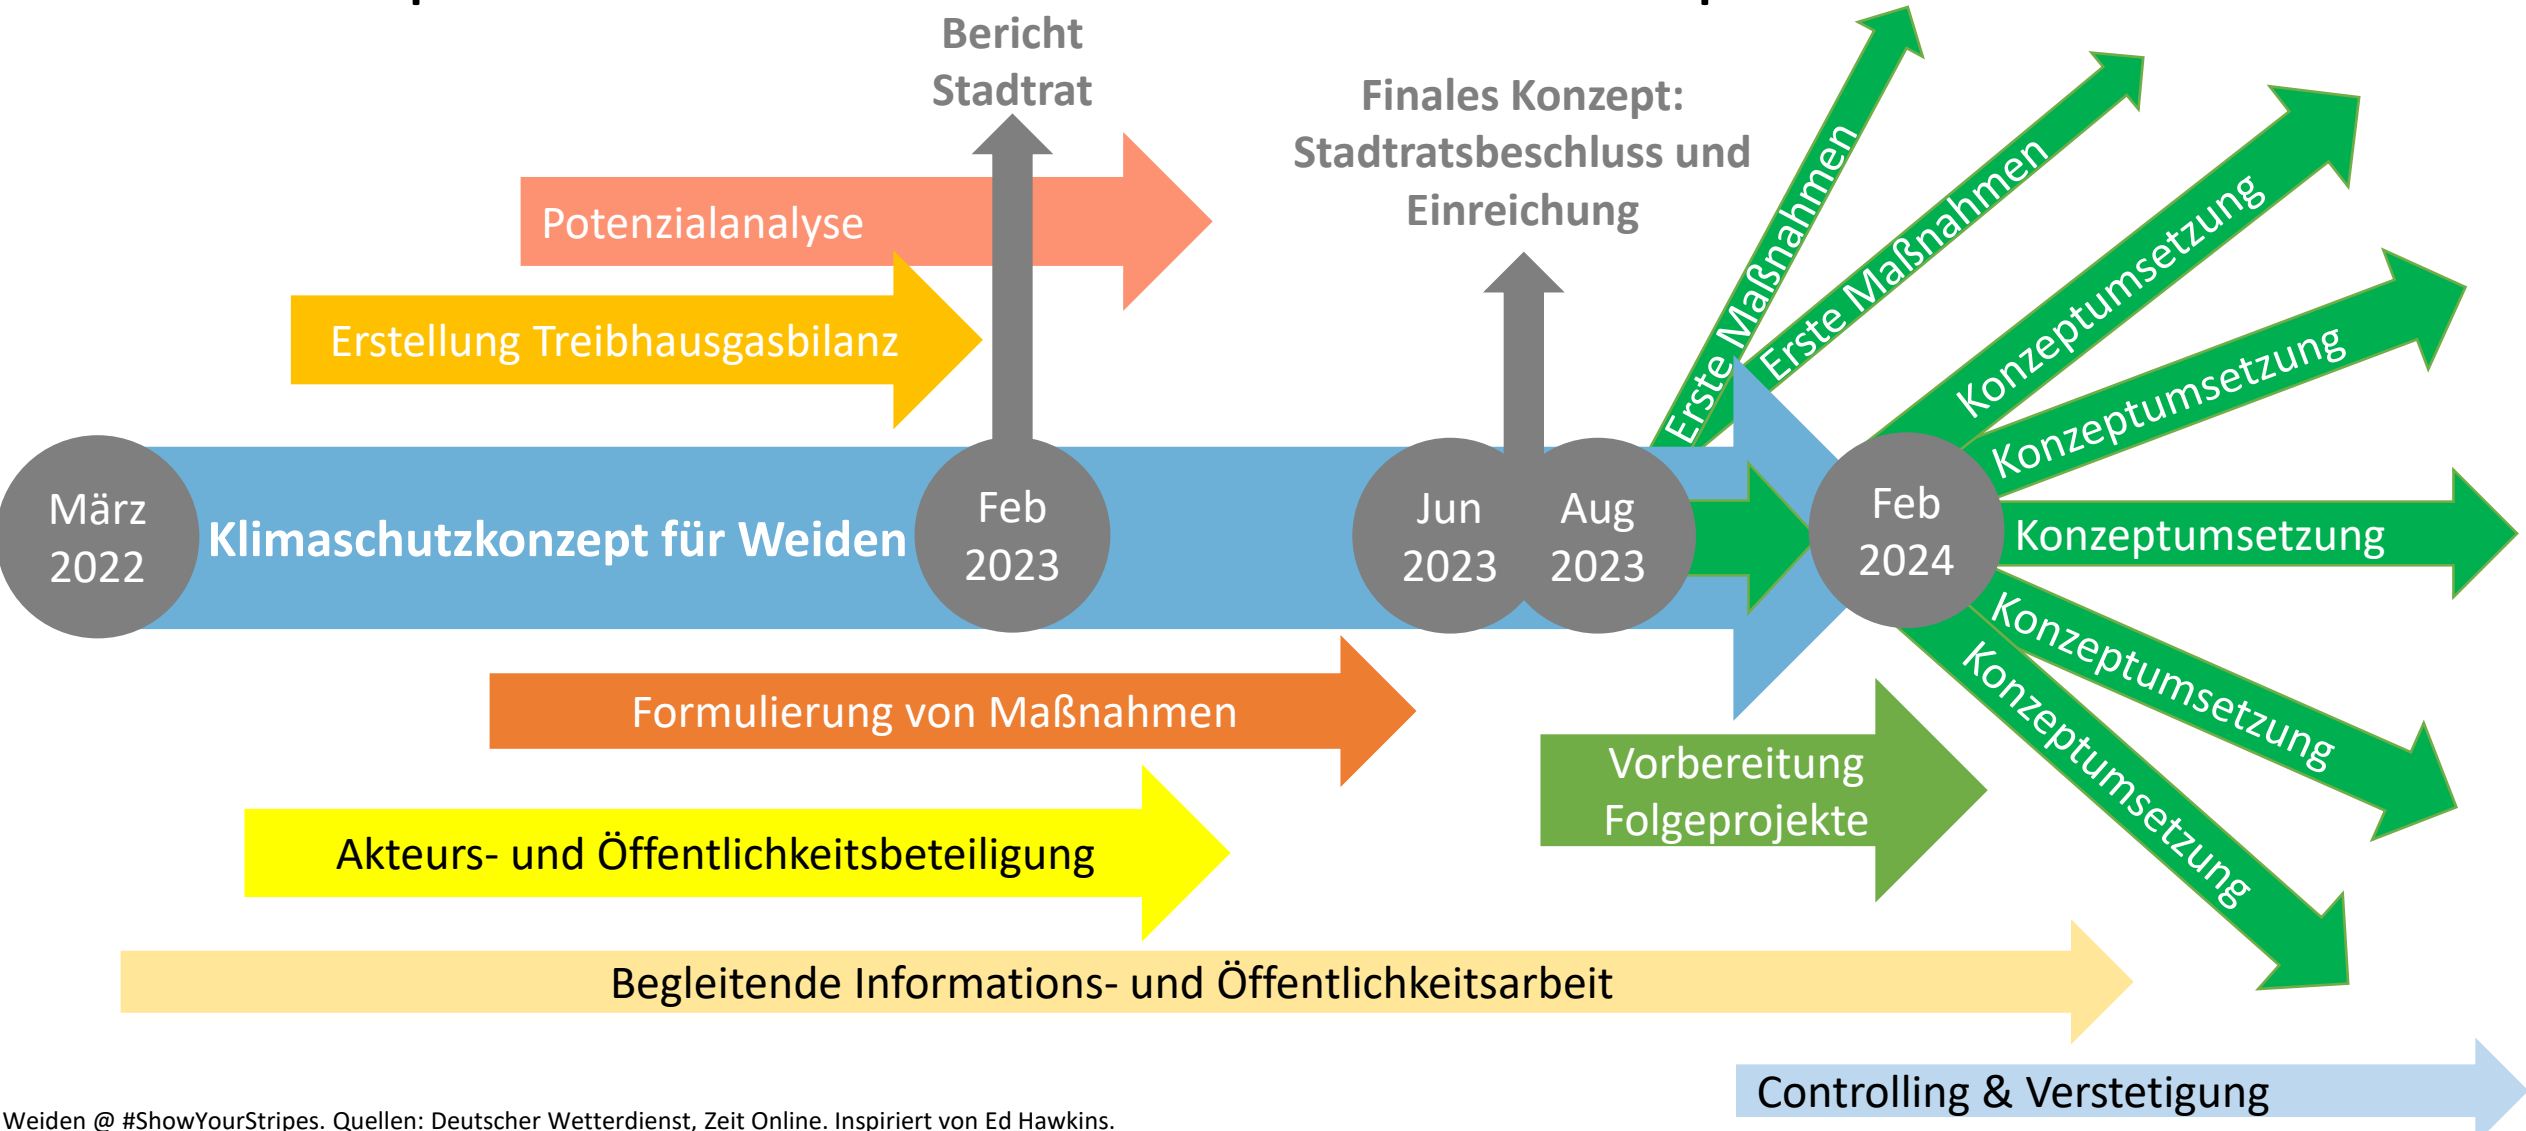 Bericht
Stadtrat
Finales Konzept:
Stadtratsbeschluss und
Einreichung
Potenzialanalyse
Erstellung Treibhausgasbilanz
Erste Maßnahmen
Erste Maßnahmen
Konzeptumsetzung
Konzeptumsetzung
Konzeptumsetzung
Konzeptumsetzung
Konzeptumsetzung
März
2022
Klimaschutzkonzept für Weiden
Feb
2023
Jun
2023
Aug
2023
Feb
2024
Formulierung von Maßnahmen
Vorbereitung
Folgeprojekte
Akteurs- und Öffentlichkeitsbeteiligung
Begleitende Informations- und Öffentlichkeitsarbeit
Controlling & Verstetigung
Weiden @ #ShowYourStripes. Quellen: Deutscher Wetterdienst, Zeit Online. Inspiriert von Ed Hawkins.